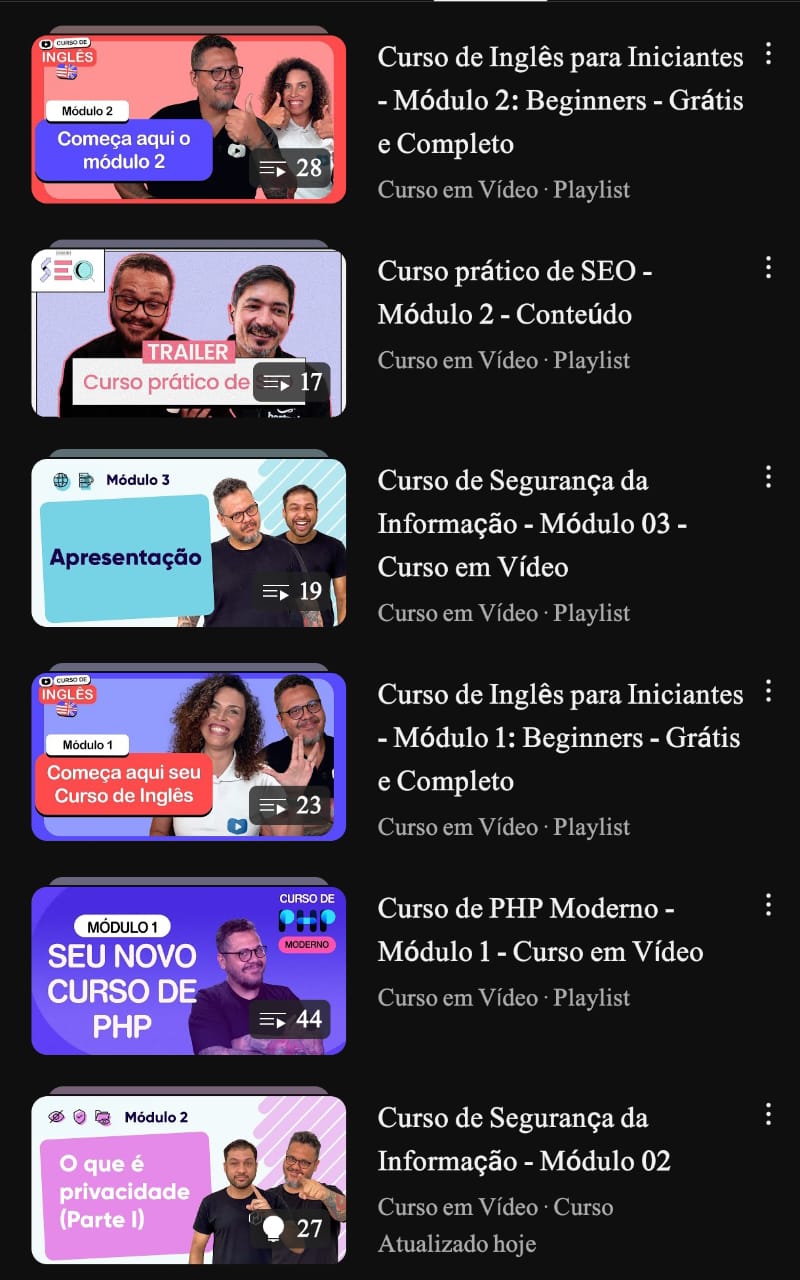 CURSO DE
INGLÊS
Módulo 2
Começa aqui o
módulo 2
28
Curso de Inglês para Iniciantes
- Módulo 2: Beginners - Grátis
e Completo
Curso em Vídeo · Playlist
SEO
TRAILER
Curso prático de
17
Curso prático de SEO -
Módulo 2 - Conteúdo
Curso em Vídeo · Playlist
Módulo 3
Apresentação
19
Curso de Segurança da
Informação - Módulo 03 -
Curso em Vídeo
Curso em Vídeo · Playlist
CURSO DE
INGLÊS
Módulo 1
Começa aqui seu
Curso de Inglês
23
Curso de Inglês para Iniciantes
- Módulo 1: Beginners - Grátis
e Completo
Curso em Vídeo · Playlist
CURSO DE
PHP
MODERNO
MÓDULO 1
SEU NOVO
CURSO DE
PHP
44
Curso de PHP Moderno -
Módulo 1 - Curso em Vídeo
Curso em Vídeo · Playlist
Módulo 2
O que é
privacidade
(Parte I)
27
Curso de Segurança da
Informação - Módulo 02
Curso em Vídeo · Curso
Atualizado hoje